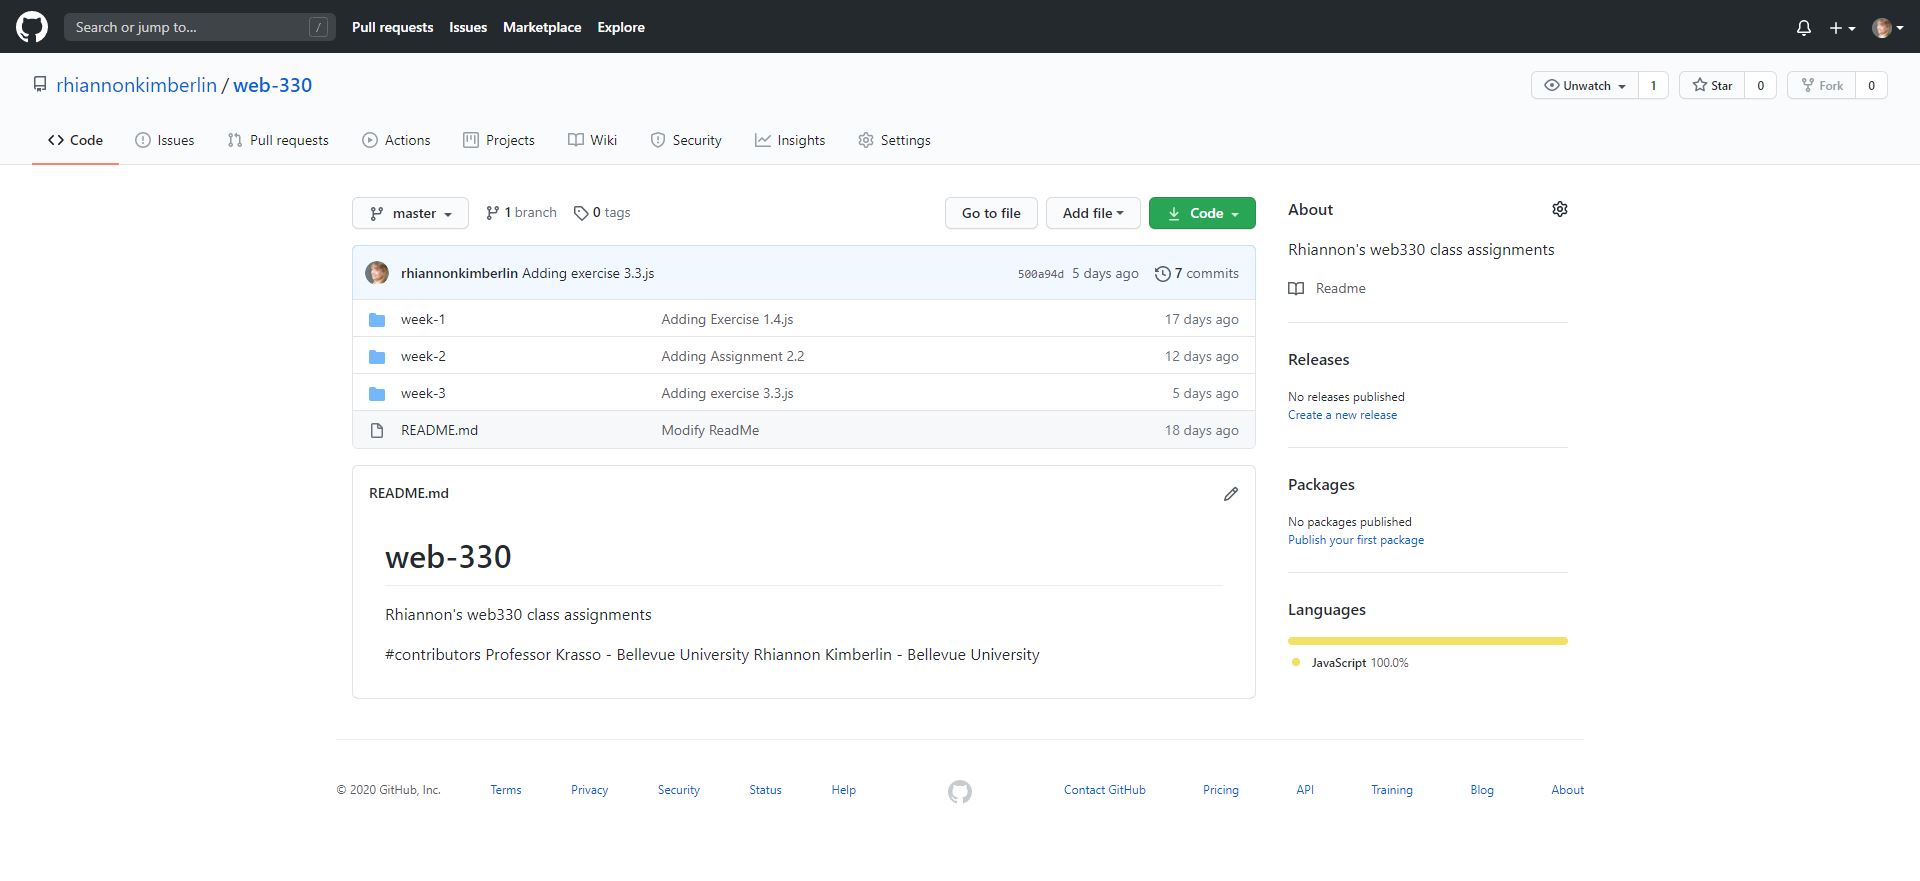 Search or jump to... /
Pull requests Issues Marketplace Explore
rhiannonkimberlin / web-330
Unwatch 1 Star 0 Fork 0
Code Issues Pull requests Actions Projects Wiki Security Insights Settings
master 1 branch 0 tags Go to file Add file Code
rhiannonkimberlin Adding exercise 3.3.js 500a94d 5 days ago 7 commits
week-1 Adding Exercise 1.4.js 17 days ago
week-2 Adding Assignment 2.2 12 days ago
week-3 Adding exercise 3.3.js 5 days ago
README.md Modify ReadMe 18 days ago
README.md
web-330
Rhiannon's web330 class assignments
#contributors Professor Krasso - Bellevue University Rhiannon Kimberlin - Bellevue University
About
Rhiannon's web330 class assignments
Readme
Releases
No releases published
Create a new release
Packages
No packages published
Publish your first package
Languages
JavaScript 100.0%
© 2020 GitHub, Inc. Terms Privacy Security Status Help Contact GitHub Pricing API Training Blog About